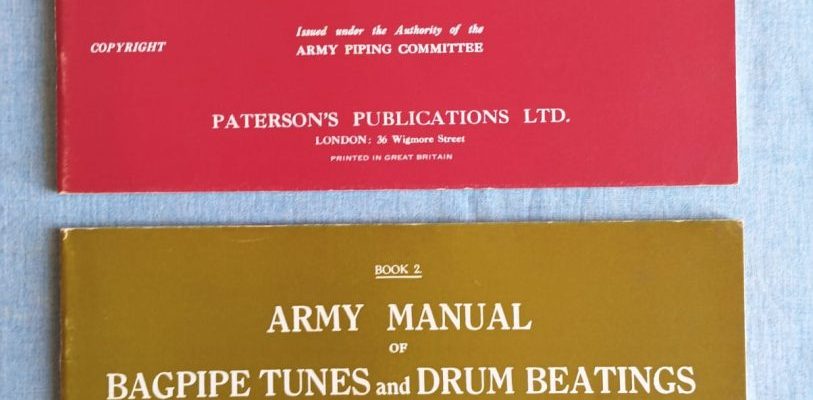 Issued under the Authority of the
COPYRIGHT
ARMY PIPING COMMITTEE
PATERSON'S PUBLICATIONS LTD.
LONDON: 36 Wigmore Street
PRINTED IN GREAT BRITAIN
BOOK 2
ARMY MANUAL
OF
BAGPIPE TUNES and DRUM BEATINGS